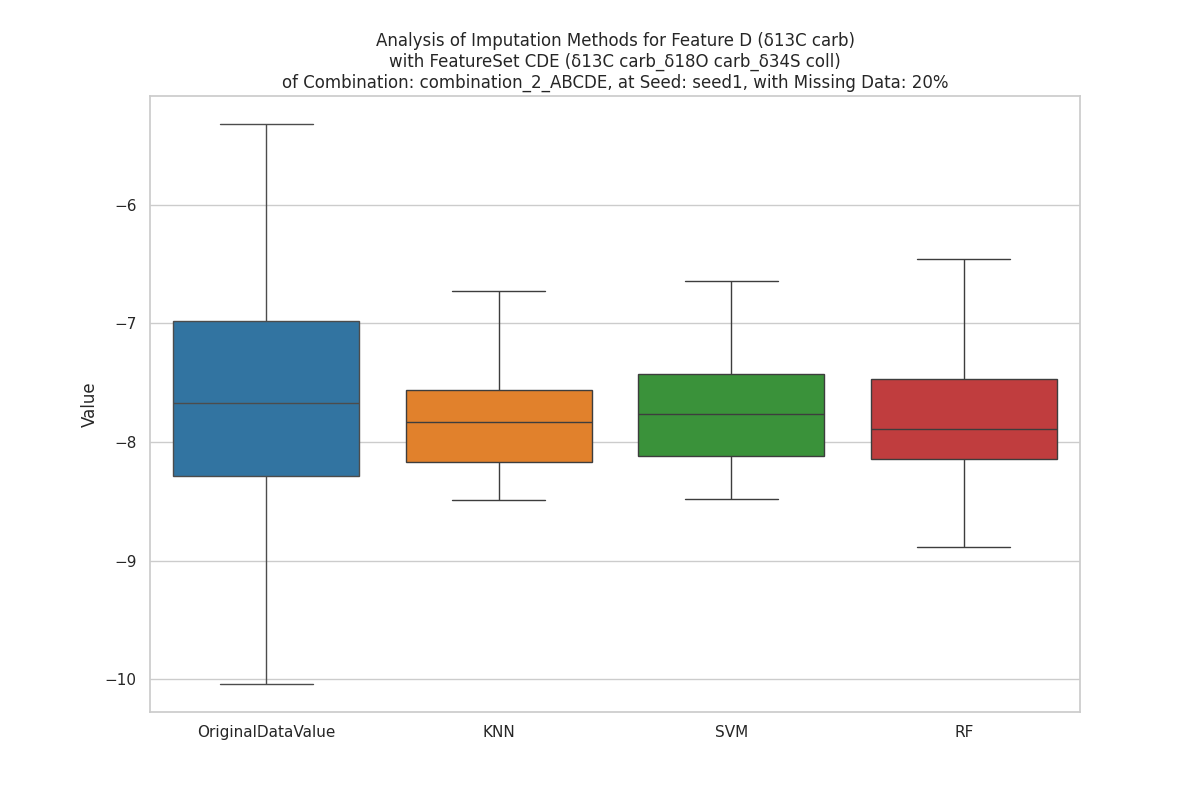 Analysis of Imputation Methods for Feature D (δ13C carb)
with FeatureSet CDE (δ13C carb_δ18O carb_δ34S coll)
of Combination: combination_2_ABCDE, at Seed: seed1, with Missing Data: 20%
Value
−6
−7
−8
−9
−10
OriginalDataValue
KNN
SVM
RF